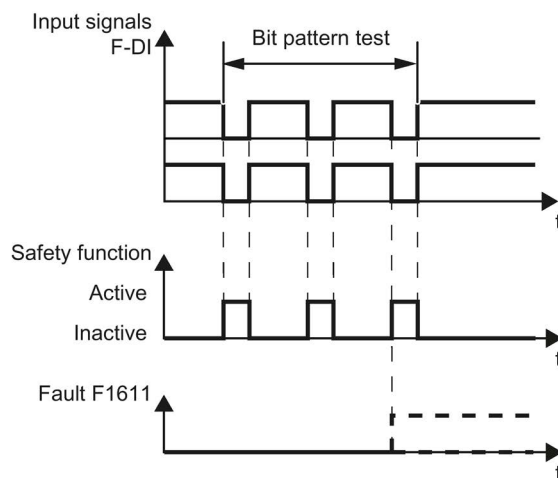 Input signals
F-DI
Bit pattern test
t
Safety function
Active
Inactive
t
Fault F1611
t